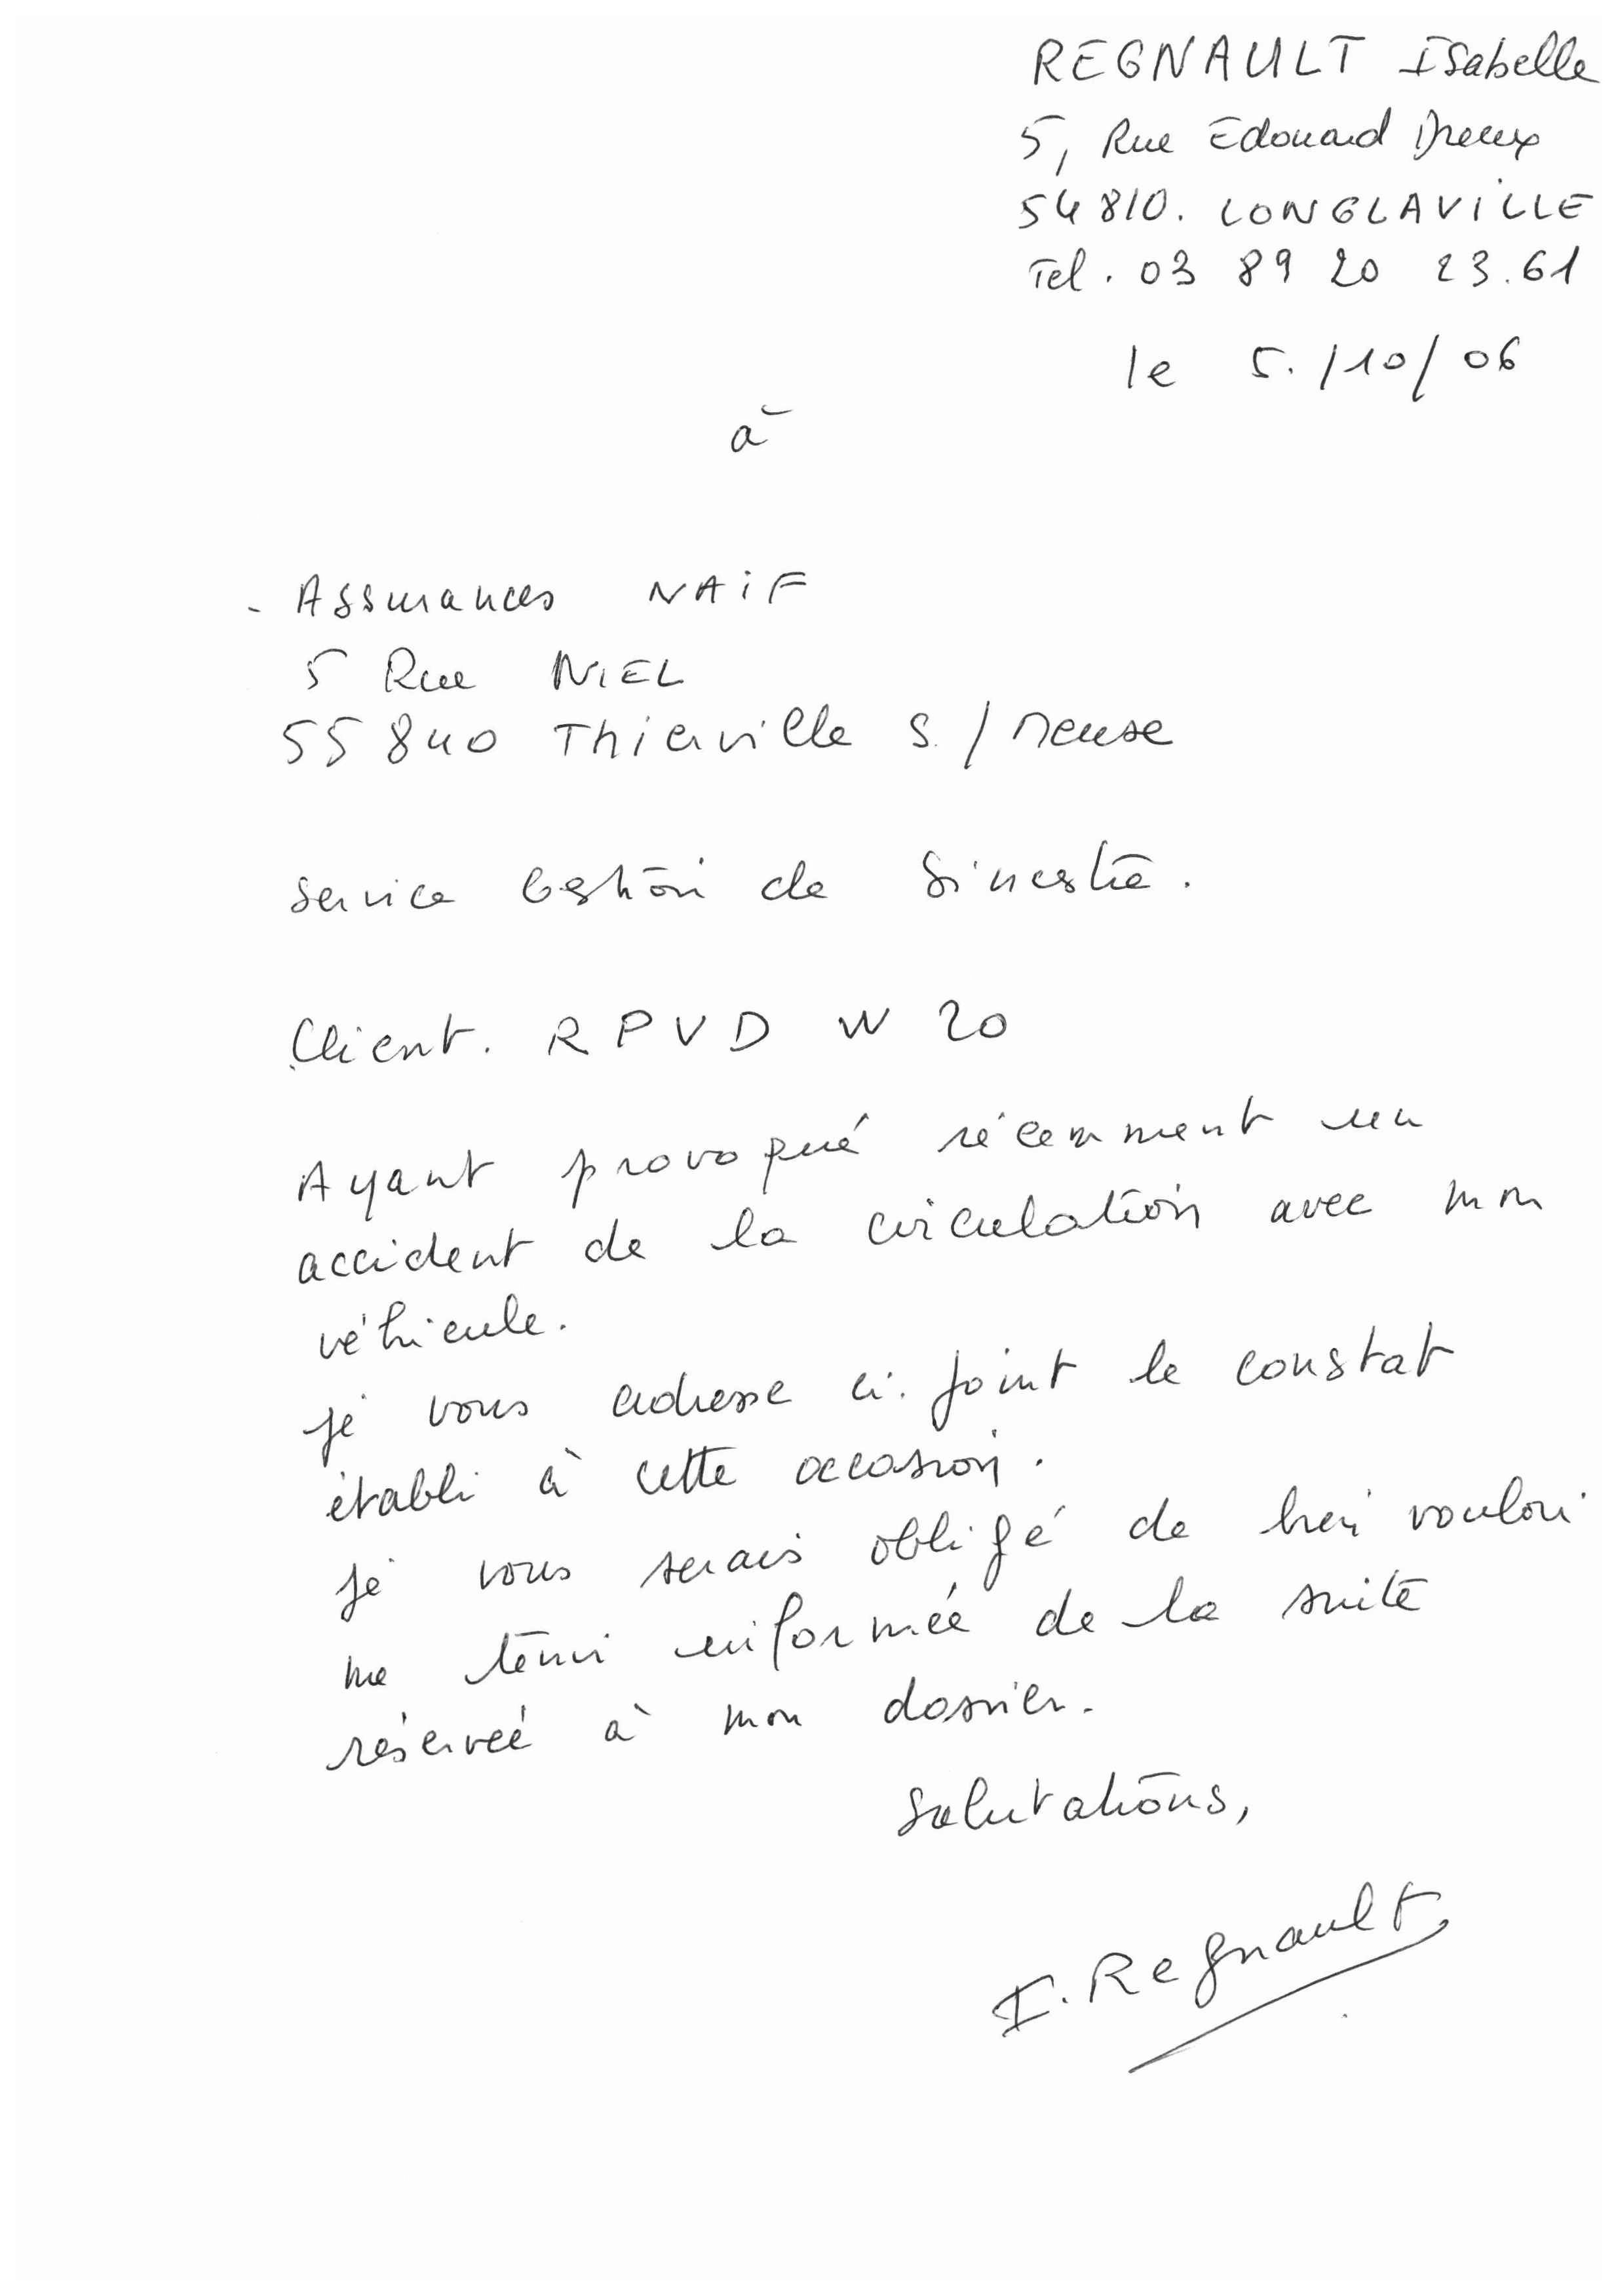 REGNAULT Isabelle
5, Rue Edouard Dreux
54810. LONGLAVILLE
Tel. 03 89 20 23.61
le 5./10/06
à
- Assurances NAiF
5 Rue NIEL
55840 Thierville S./Meuse
Service Gestion de Sinestre.
Client. RPVDW20
Ayant provoqué récemment un
accident de la circulation avec mon
véhicule.
je vous adresse ci. joint le constat
établi à cette occasion.
je vous serais obligé de bien vouloir
me tenir informée de la suite
réservée à mon dossier.
Salutations,
I. Regnault